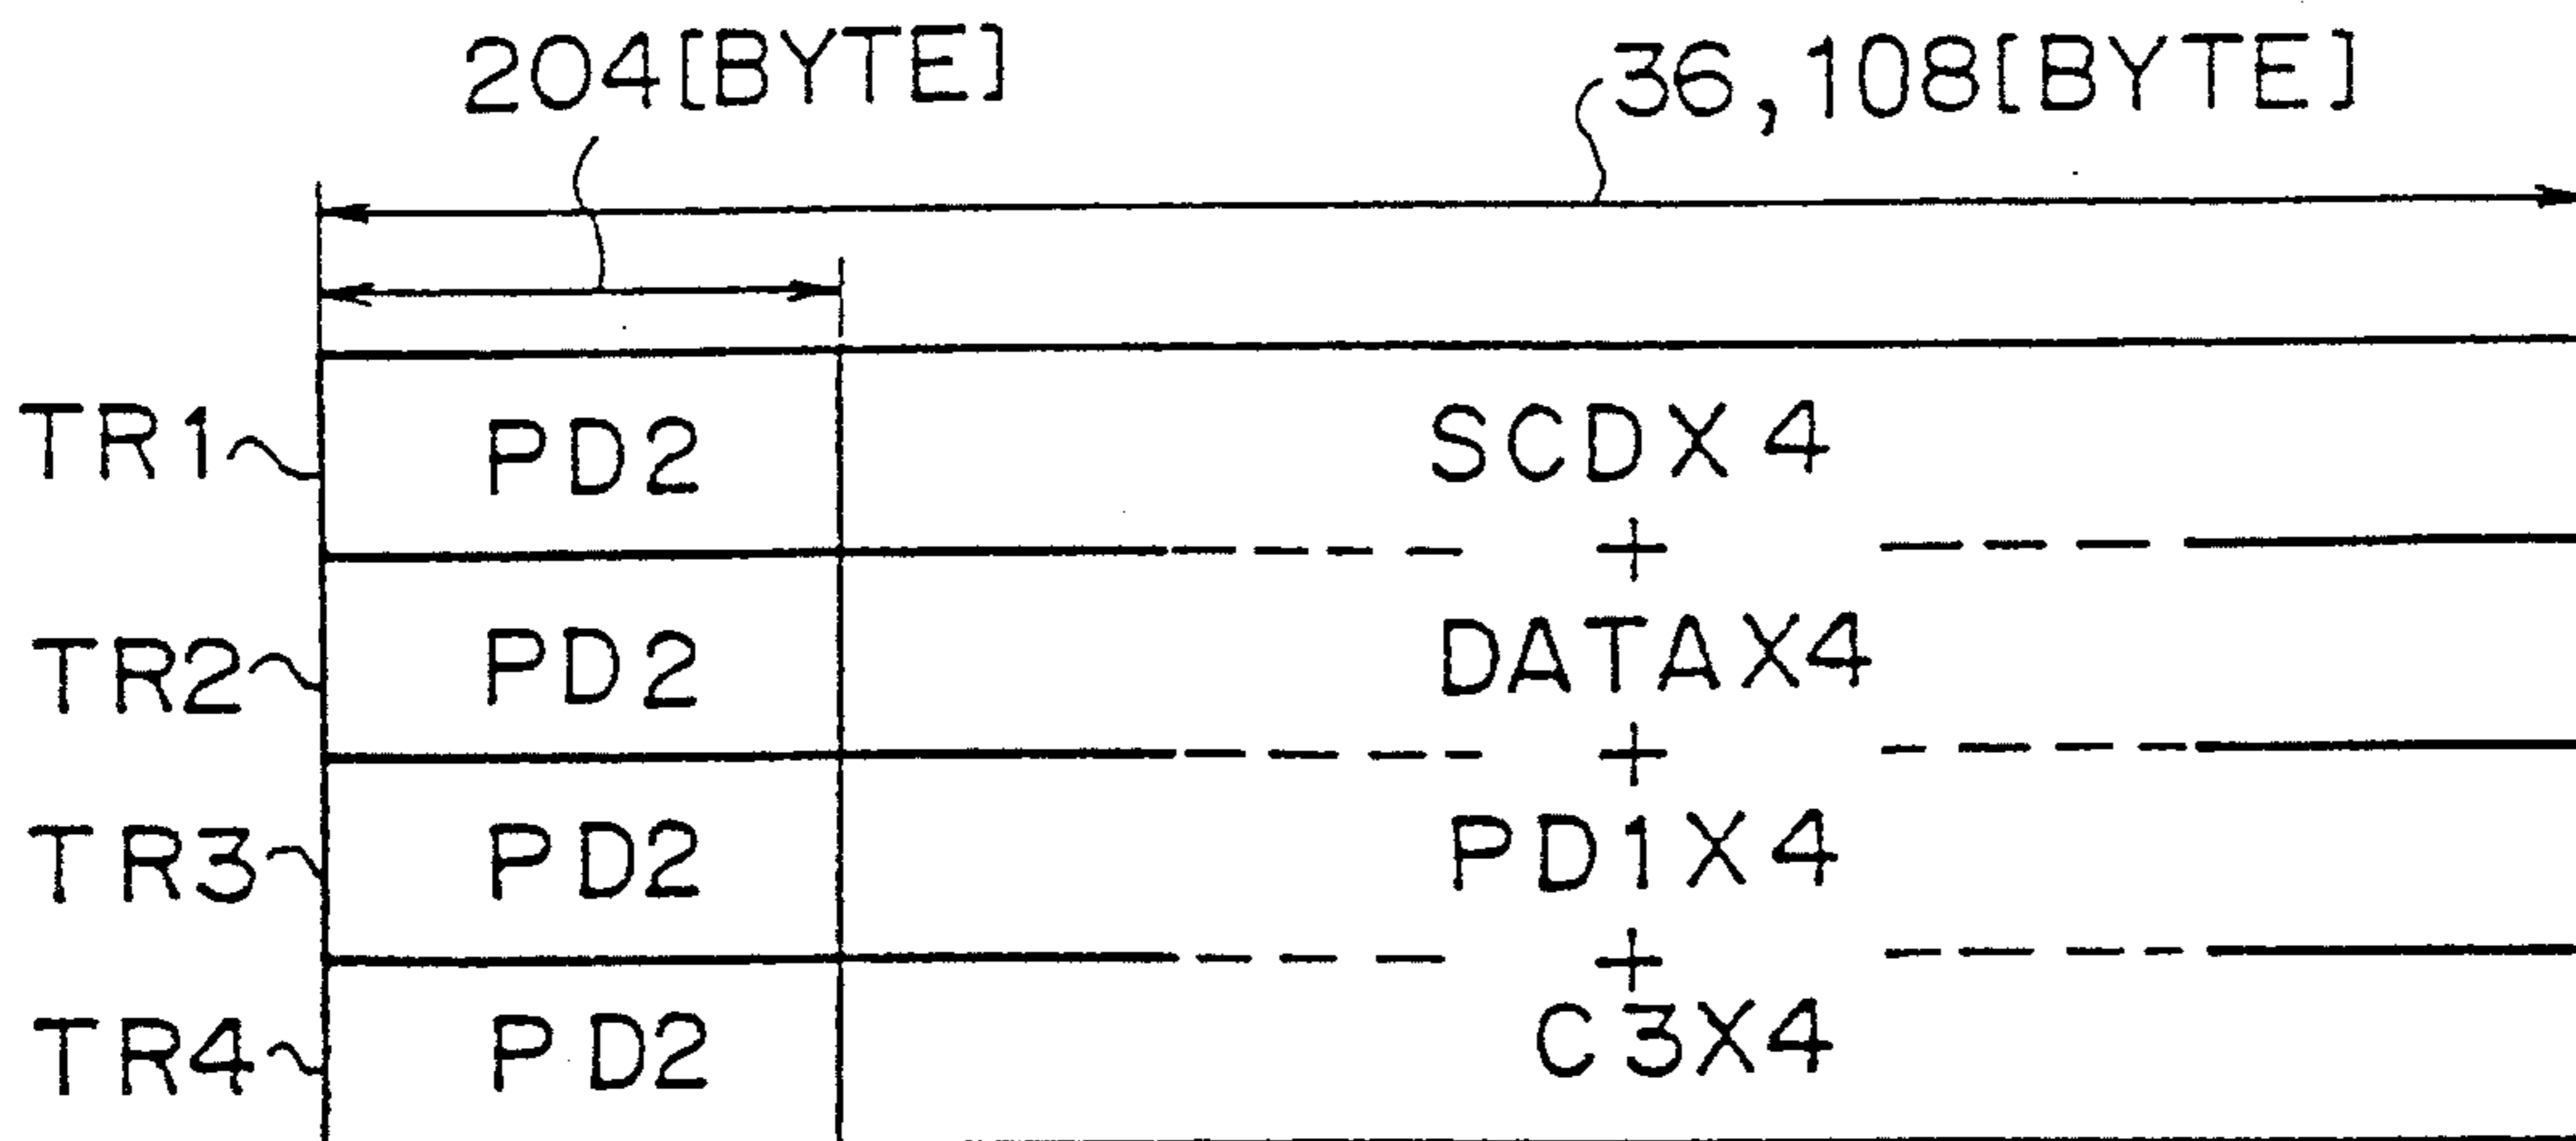 204[BYTE]
36,108[BYTE]
TR1 PD2 SCDX4
+
TR2 PD2 DATAX4
+
TR3 PD2 PD1X4
+
TR4 PD2 C3X4